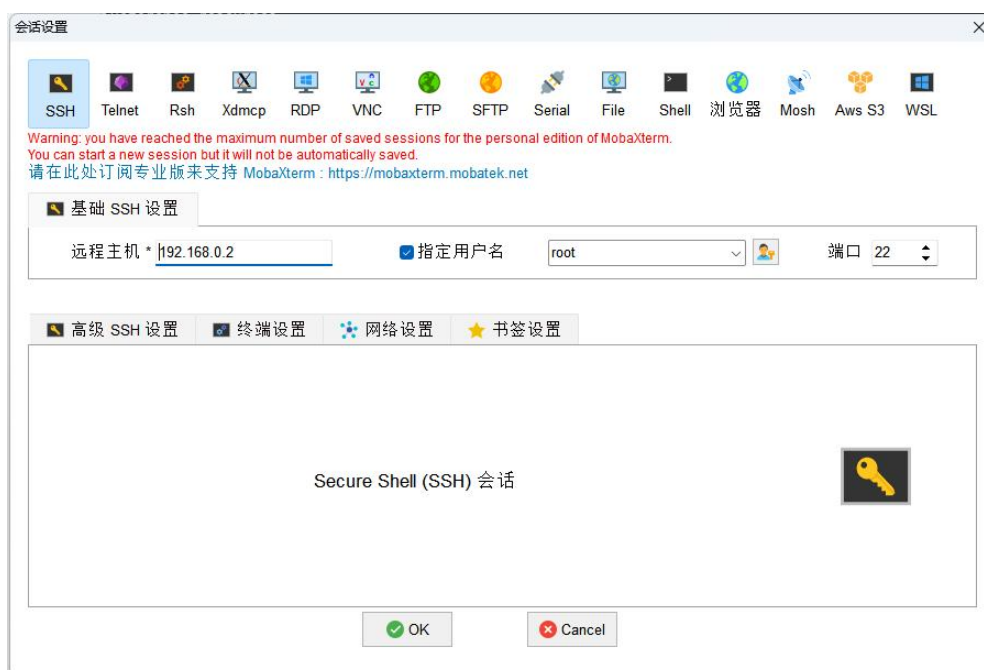 会话设置
SSH Telnet Rsh Xdmcp RDP VNC FTP SFTP Serial File Shell 浏览器 Mosh Aws S3 WSL
Warning: you have reached the maximum number of saved sessions for the personal edition of MobaXterm.
You can start a new session but it will not be automatically saved.
请在此处订阅专业版来支持 MobaXterm : https://mobaxterm.mobatek.net
基础 SSH 设置
远程主机 * 192.168.0.2 指定用户名 root 端口 22
高级 SSH 设置 终端设置 网络设置 书签设置
Secure Shell (SSH) 会话
OK Cancel